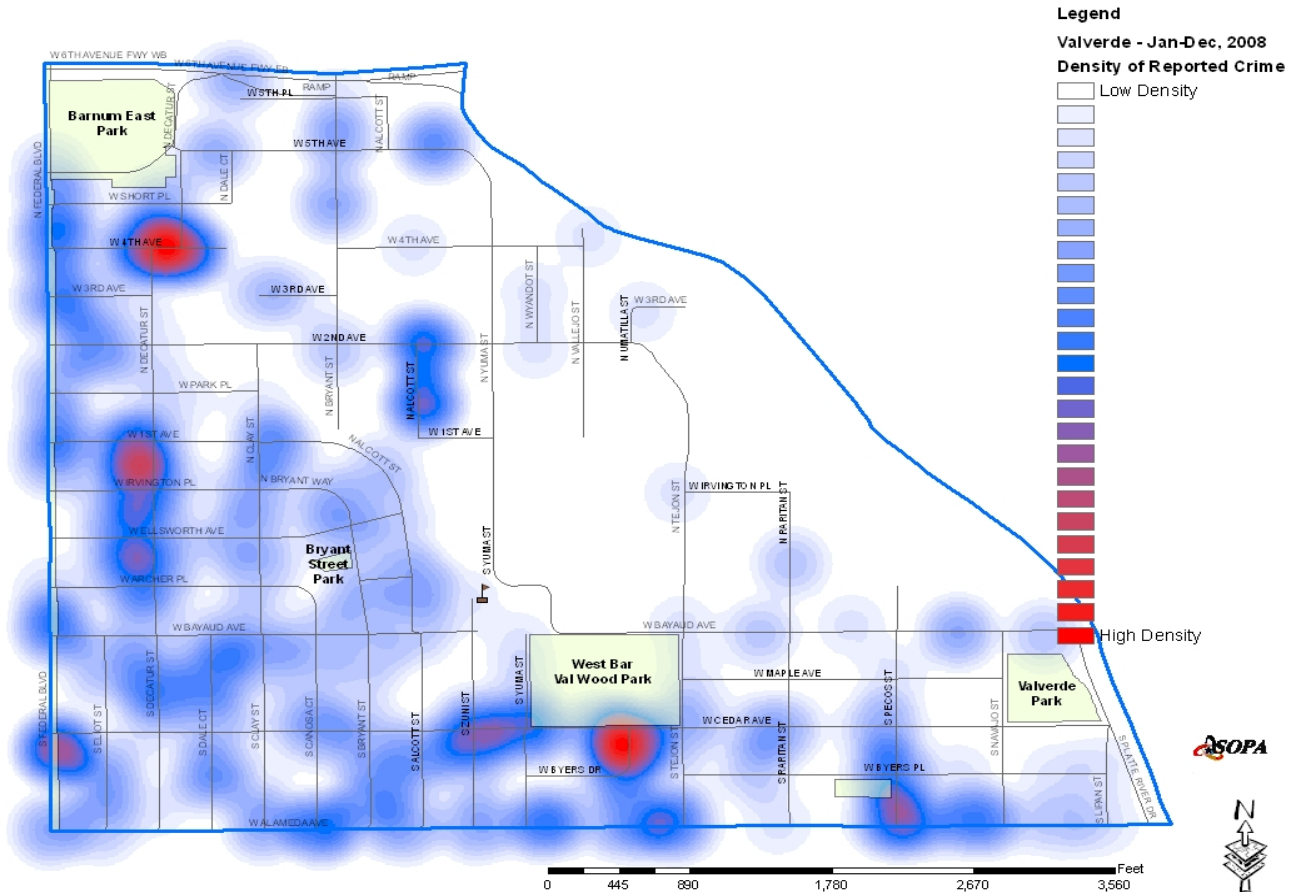 Legend
Valverde - Jan-Dec, 2008
Density of Reported Crime
Low Density
High Density
W 6TH AVENUE FWY WB
W 6TH AVENUE FWY EB
RAMP
RAMP
W 5TH PL
N DECATUR ST
N ALCOTT ST
Barnum East
Park
N DECATUR ST
W 5TH AVE
N FEDERAL BLVD
N DALE CT
W SHORT PL
W 4TH AVE
W 4TH AVE
W 3RD AVE
W 3RD AVE
N WYANDOT ST
N VALLEJO ST
N UMATILLA ST
W 3RD AVE
N DECATUR ST
W 2ND AVE
N YUMA ST
W PARK PL
N BRYANT ST
N ALCOTT ST
W 1ST AVE
N CLAY ST
W 1ST AVE
N ALCOTT ST
W IRVINGTON PL
N BRYANT WAY
W IRVINGTON PL
N TEJON ST
N RARITAN ST
W ELLSWORTH AVE
Bryant
Street
Park
S YUMA ST
W ARCHER PL
W BAYAUD AVE
W BAYAUD AVE
West Bar
Val Wood Park
W MAPLE AVE
Valverde
Park
S FEDERAL BLVD
S ELIOT ST
S DECATUR ST
S DALE CT
S CLAY ST
S CANOSA CT
S BRYANT ST
S ALCOTT ST
S ZUNI ST
S YUMA ST
S TEJON ST
W CEDAR AVE
S RARITAN ST
S PECOS ST
S NAVAJO ST
S PLATTE RIVER DR
SOPA
W BYERS DR
W BYERS PL
S LIPAN ST
W ALAMEDA AVE
N
Feet
0 445 890 1,780 2,670 3,560